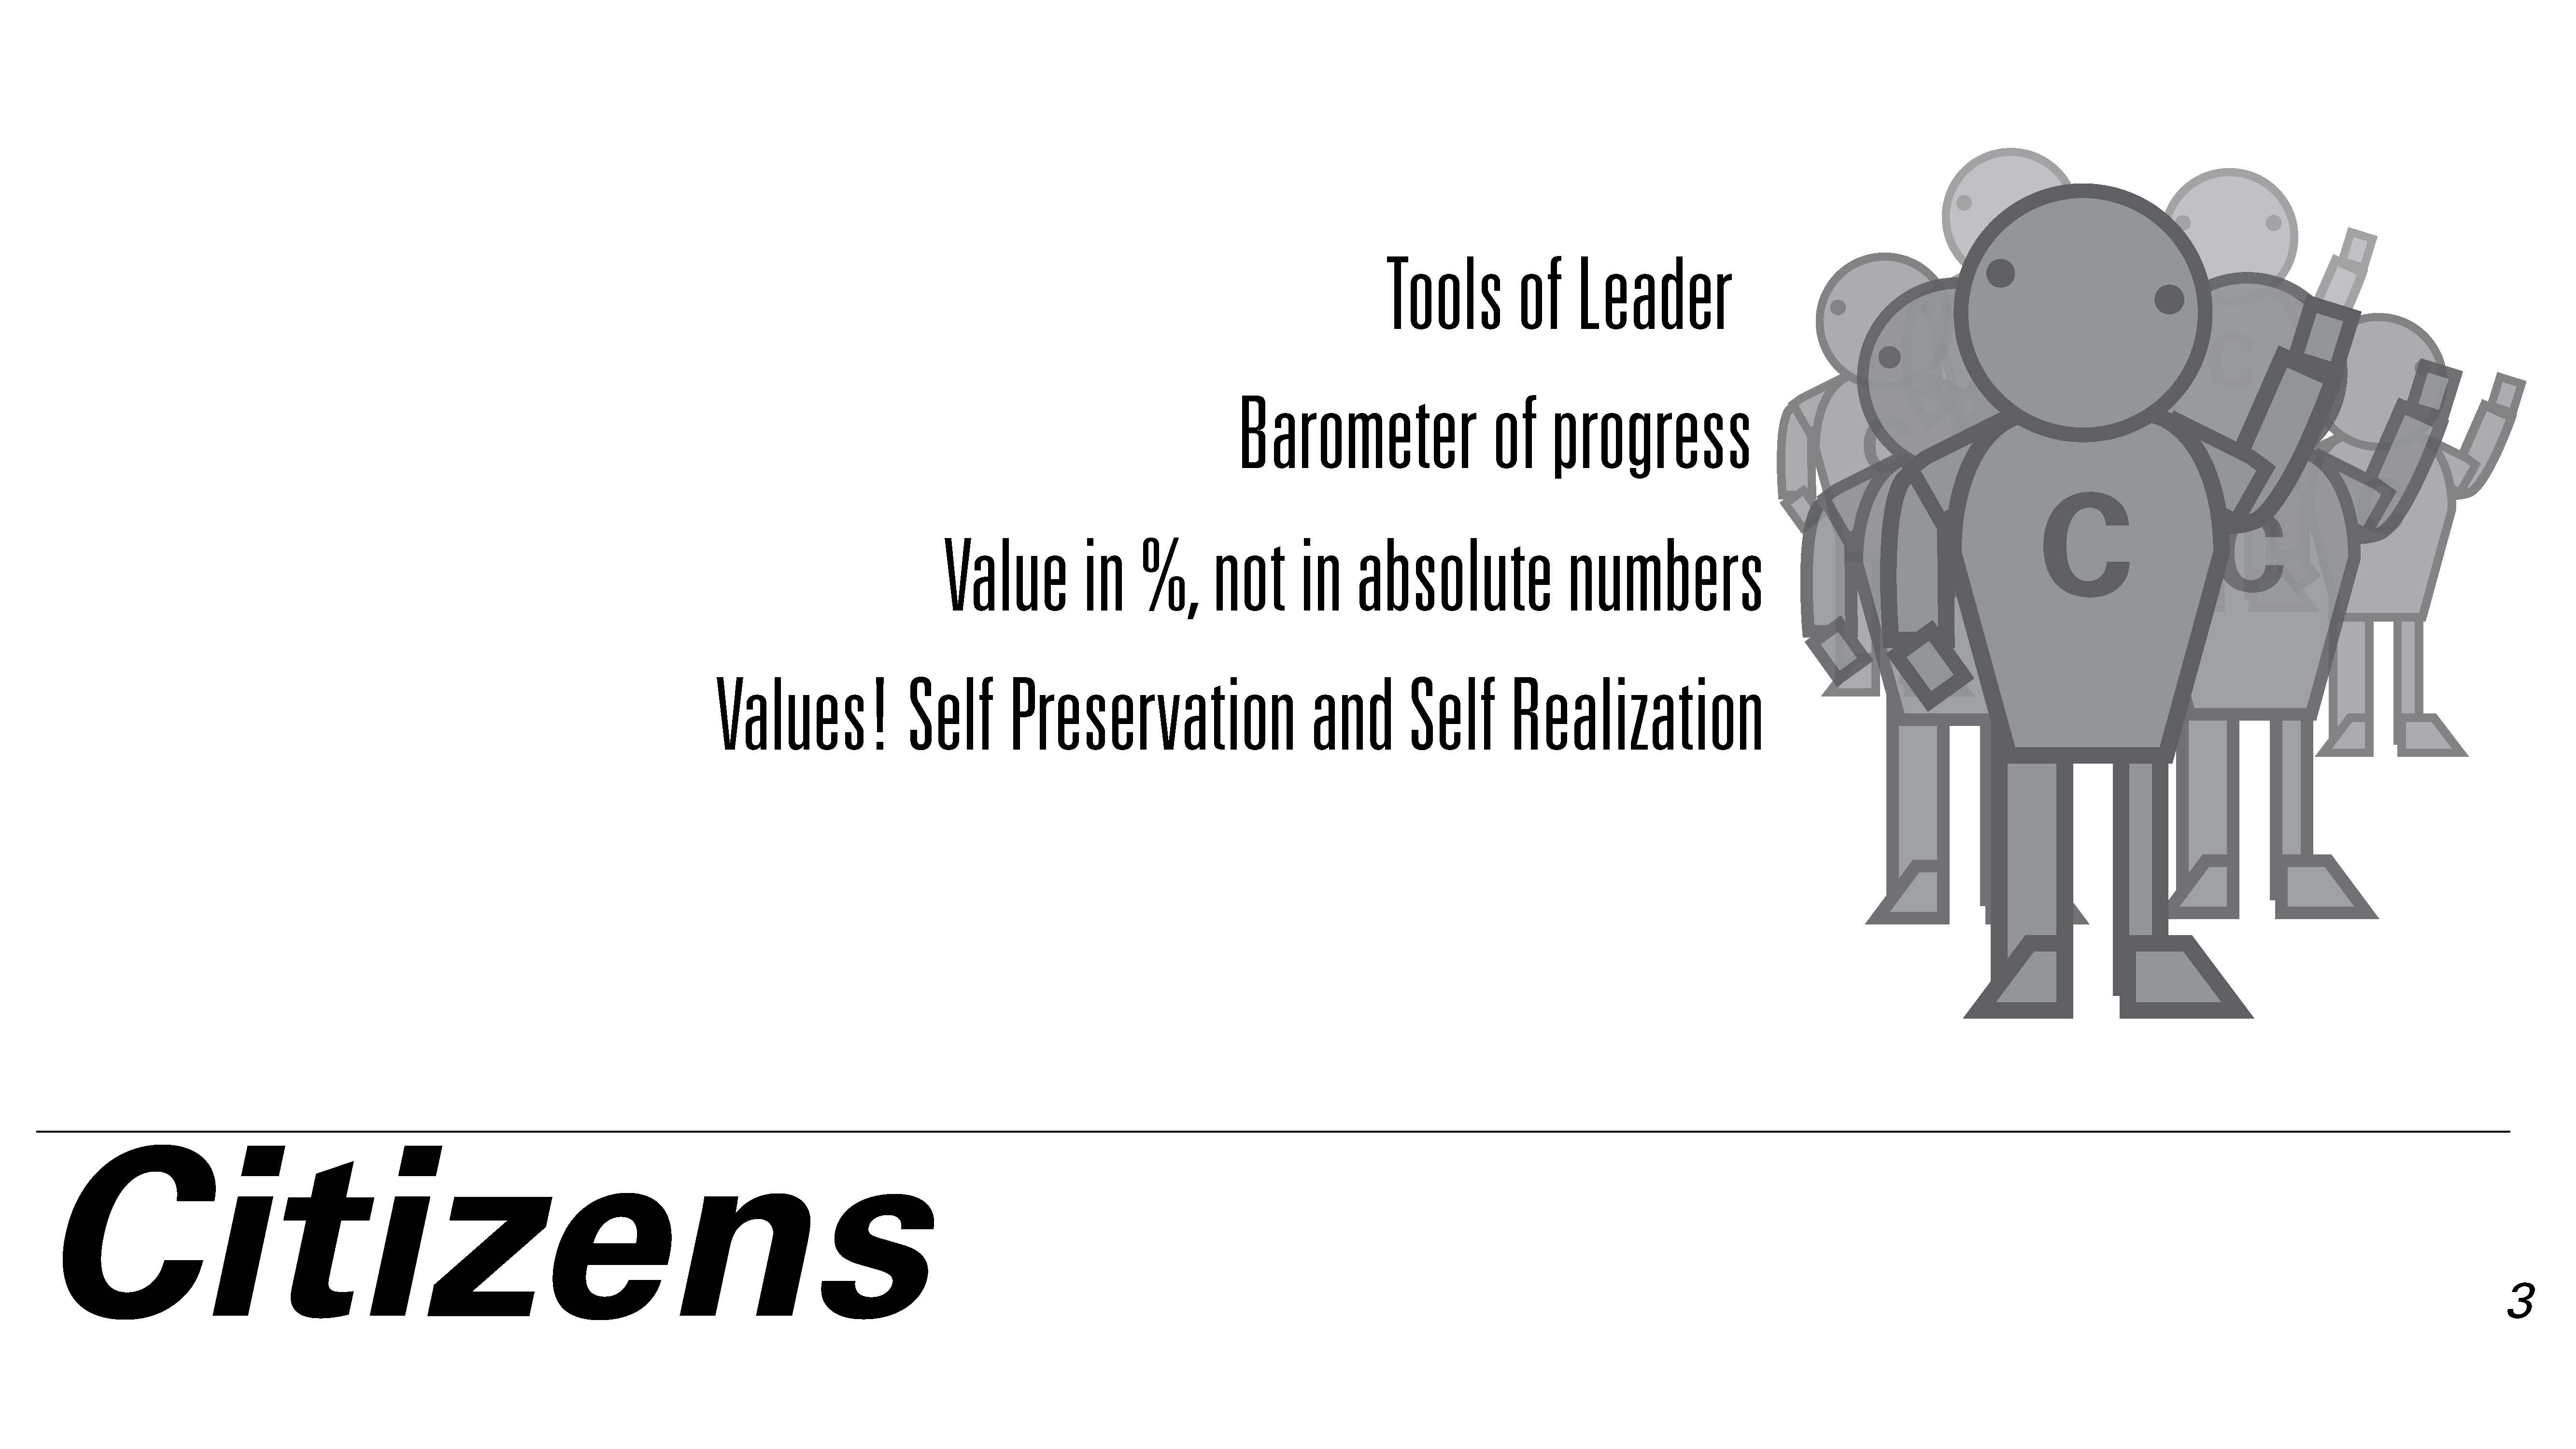 Tools of Leader
Barometer of progress
Value in %, not in absolute numbers
Values! Self Preservation and Self Realization
C
C
C
C
Citizens
3